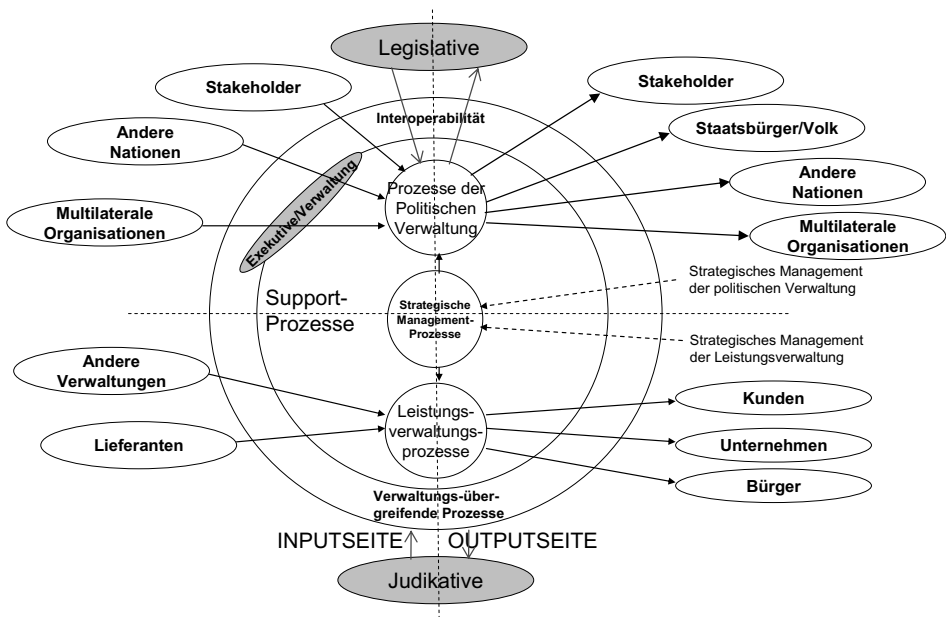 Legislative
Stakeholder
Stakeholder
Interoperabilität
Andere
Nationen
Staatsbürger/Volk
Exekutive/Verwaltung
Prozesse der
Politischen
Verwaltung
Andere
Nationen
Multilaterale
Organisationen
Multilaterale
Organisationen
Support-
Prozesse
Strategische
Management-
Prozesse
Strategisches Management
der politischen Verwaltung
Strategisches Management
der Leistungsverwaltung
Andere
Verwaltungen
Kunden
Leistungs-
verwaltungs-
prozesse
Lieferanten
Unternehmen
Bürger
Verwaltungs-über-
greifende Prozesse
INPUTSEITE
OUTPUTSEITE
Judikative